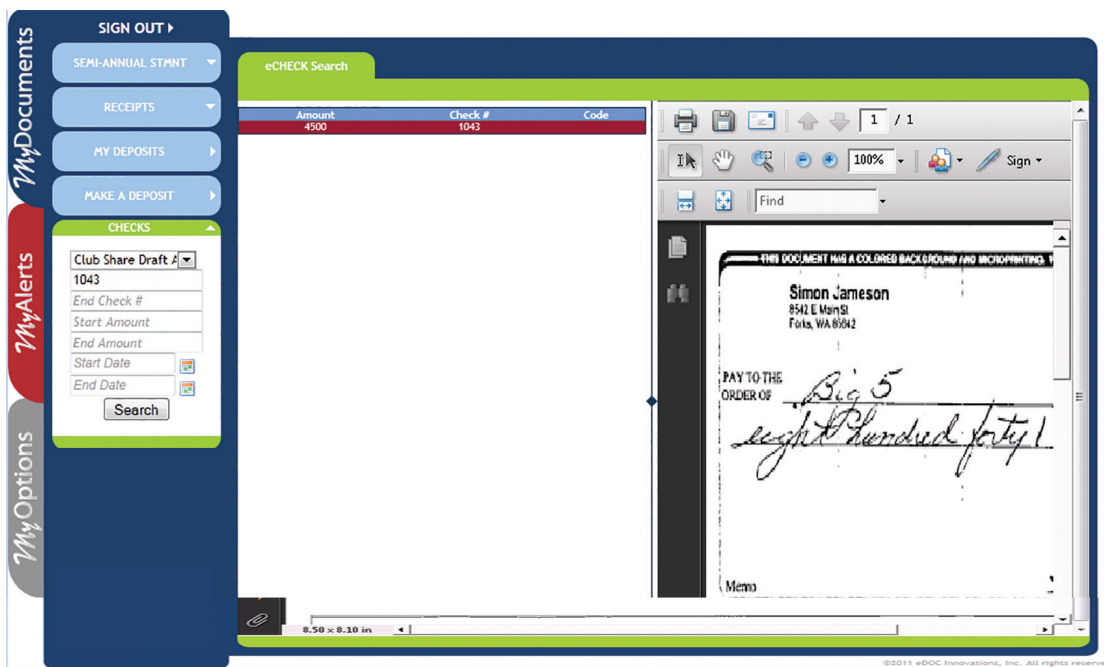 SIGN OUT
MyDocuments
SEMI-ANNUAL STMNT
RECEIPTS
MY DEPOSITS
MAKE A DEPOSIT
CHECKS
MyAlerts
Club Share Draft A
1043
End Check #
Start Amount
End Amount
Start Date
End Date
Search
MyOptions
eCHECK Search
Amount Check # Code
4500 1043
1 / 1
100% Sign
Find
THIS DOCUMENT HAS A COLORED BACKGROUND AND MICROPRINTING.
Simon Jameson
8542 E Main St
Forks, WA
PAY TO THE
ORDER OF Big 5
eight hundred forty
Memo
8.50 x 8.10 in
©2011 eDOC Innovations, Inc. All rights reserve